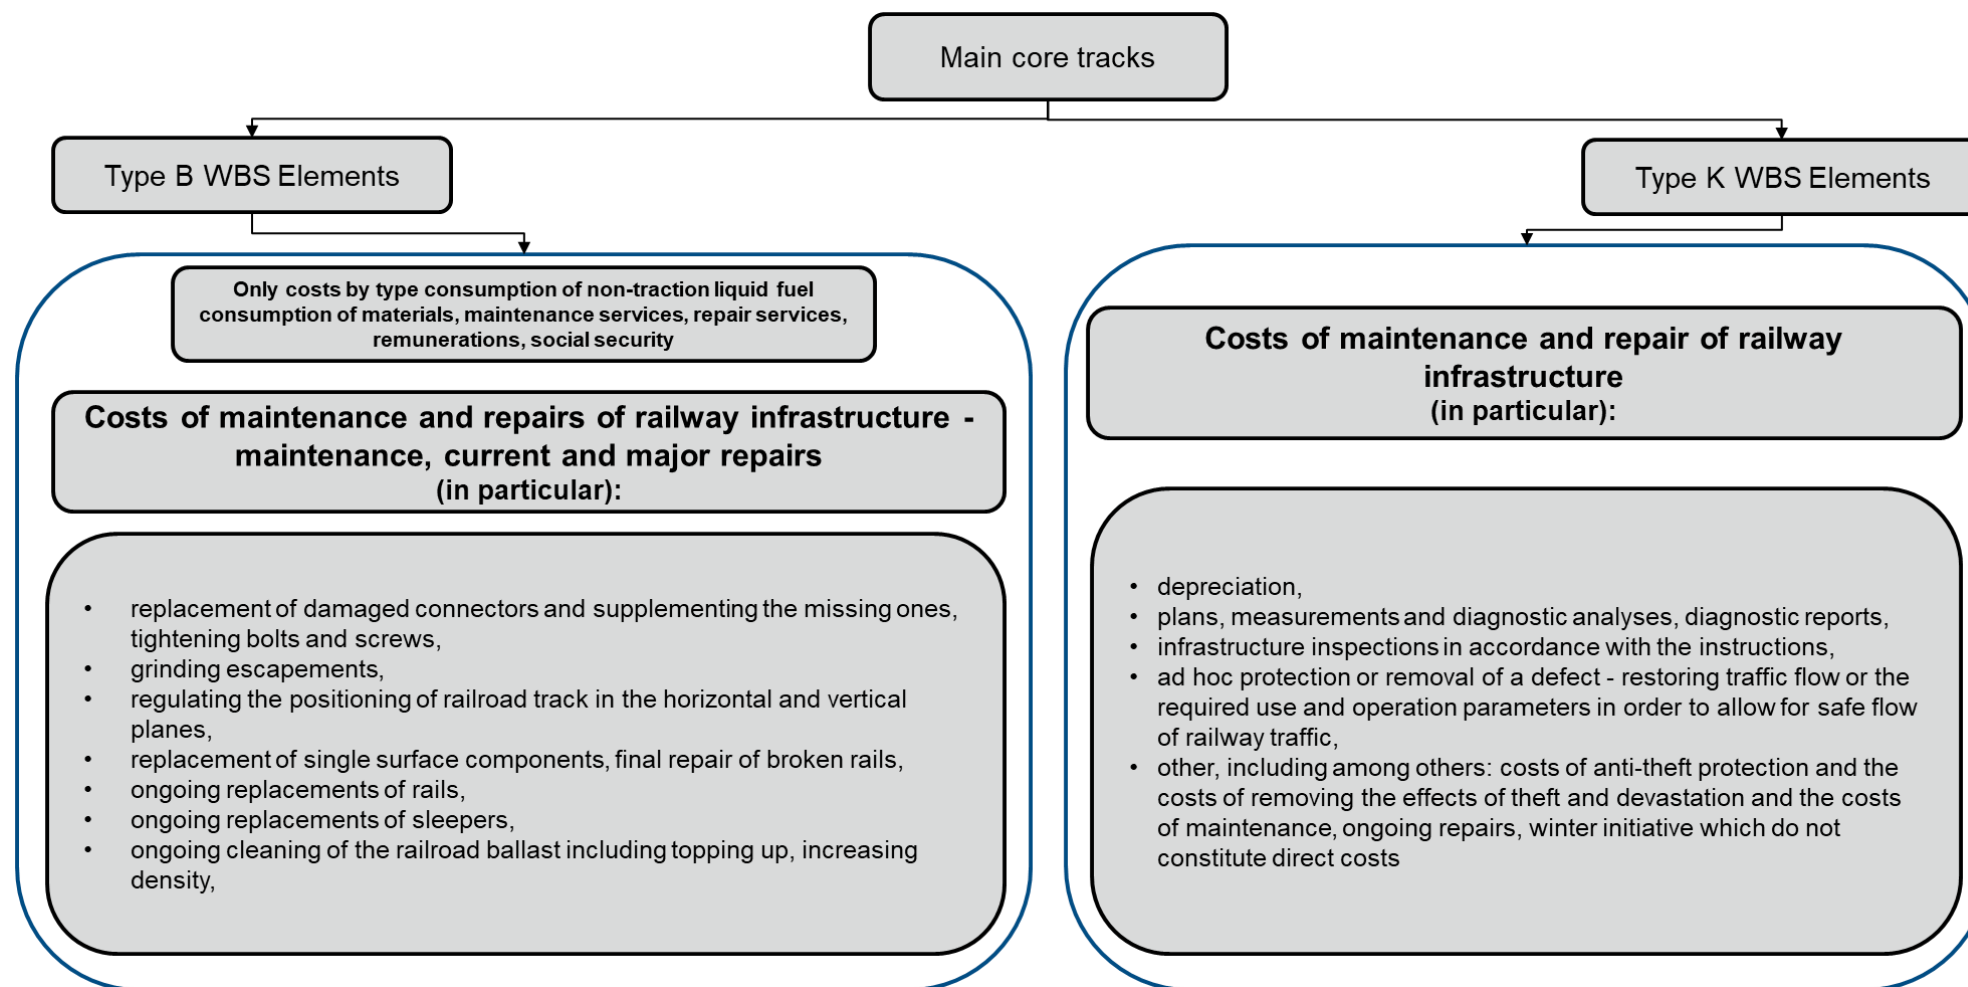 Main core tracks
Type B WBS Elements
Type K WBS Elements
Only costs by type consumption of non-traction liquid fuel
consumption of materials, maintenance services, repair services,
remunerations, social security
Costs of maintenance and repairs of railway infrastructure -
maintenance, current and major repairs
(in particular):
• replacement of damaged connectors and supplementing the missing ones,
tightening bolts and screws,
• grinding escapements,
• regulating the positioning of railroad track in the horizontal and vertical
planes,
• replacement of single surface components, final repair of broken rails,
• ongoing replacements of rails,
• ongoing replacements of sleepers,
• ongoing cleaning of the railroad ballast including topping up, increasing
density,
Costs of maintenance and repair of railway
infrastructure
(in particular):
• depreciation,
• plans, measurements and diagnostic analyses, diagnostic reports,
• infrastructure inspections in accordance with the instructions,
• ad hoc protection or removal of a defect - restoring traffic flow or the
required use and operation parameters in order to allow for safe flow
of railway traffic,
• other, including among others: costs of anti-theft protection and the
costs of removing the effects of theft and devastation and the costs
of maintenance, ongoing repairs, winter initiative which do not
constitute direct costs